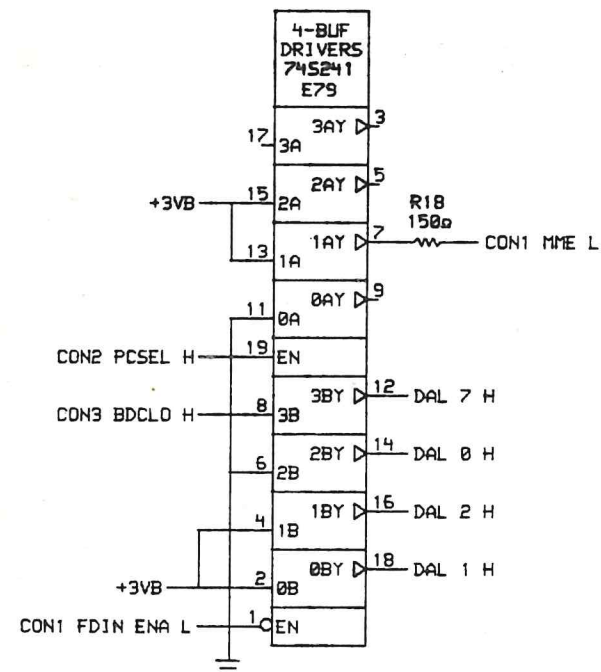 4-BUF
DRIVERS
74S241
E79
3AY 3
17 3A
2AY 5
+3VB 15 2A
R18
150Ω
1AY 7 CON1 MME L
13 1A
0AY 9
11 0A
CON2 PCSEL H 19 EN
3BY 12 DAL 7 H
CON3 BDCLO H 8 3B
2BY 14 DAL 0 H
6 2B
1BY 16 DAL 2 H
4 1B
0BY 18 DAL 1 H
+3VB 2 0B
CON1 FDIN ENA L 1 EN